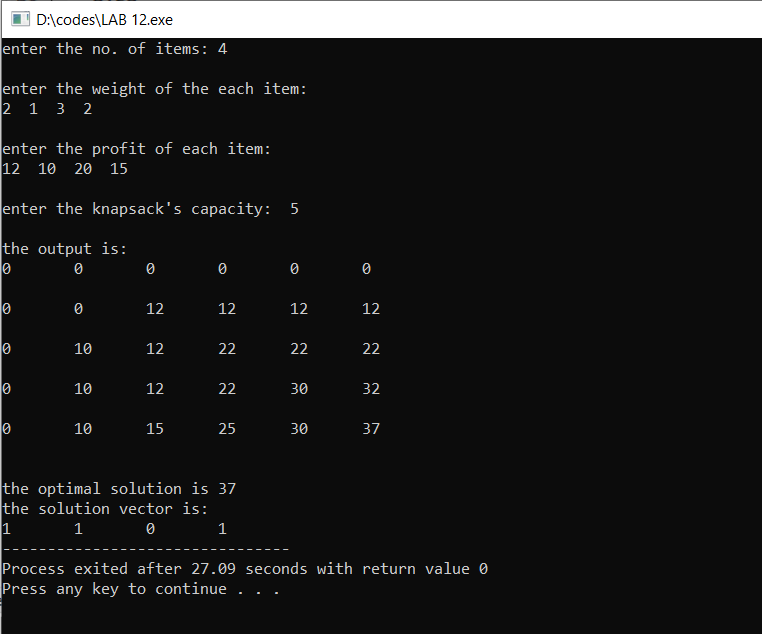 D:\codes\LAB 12.exe
enter the no. of items: 4
enter the weight of the each item:
2 1 3 2
enter the profit of each item:
12 10 20 15
enter the knapsack's capacity: 5
the output is:
0 0 0 0 0 0
0 0 12 12 12 12
0 10 12 22 22 22
0 10 12 22 30 32
0 10 15 25 30 37
the optimal solution is 37
the solution vector is:
1 1 0 1
--------------------------------
Process exited after 27.09 seconds with return value 0
Press any key to continue . . .